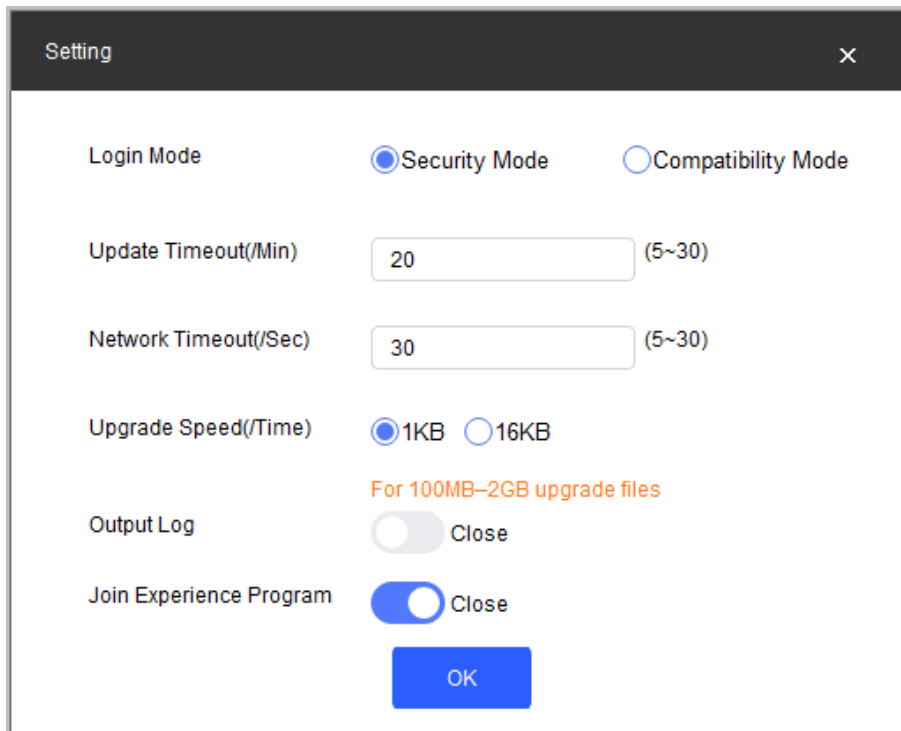 Setting
Login Mode Security Mode Compatibility Mode
Update Timeout(/Min) 20 (5~30)
Network Timeout(/Sec) 30 (5~30)
Upgrade Speed(/Time) 1KB 16KB
For 100MB–2GB upgrade files
Output Log Close
Join Experience Program Close
OK